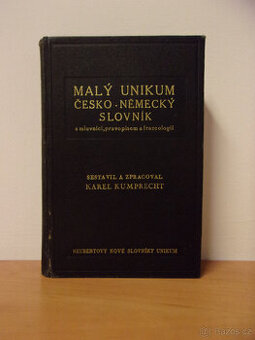 MALÝ UNIKUM
ČESKO-NĚMECKÝ
SLOVNÍK
s mluvnicí, pravopisem a frazeologií
SESTAVIL A ZPRACOVAL
KAREL KUMPRECHT
NEUBERTOVY NOVÉ SLOVNÍKY UNIKUM